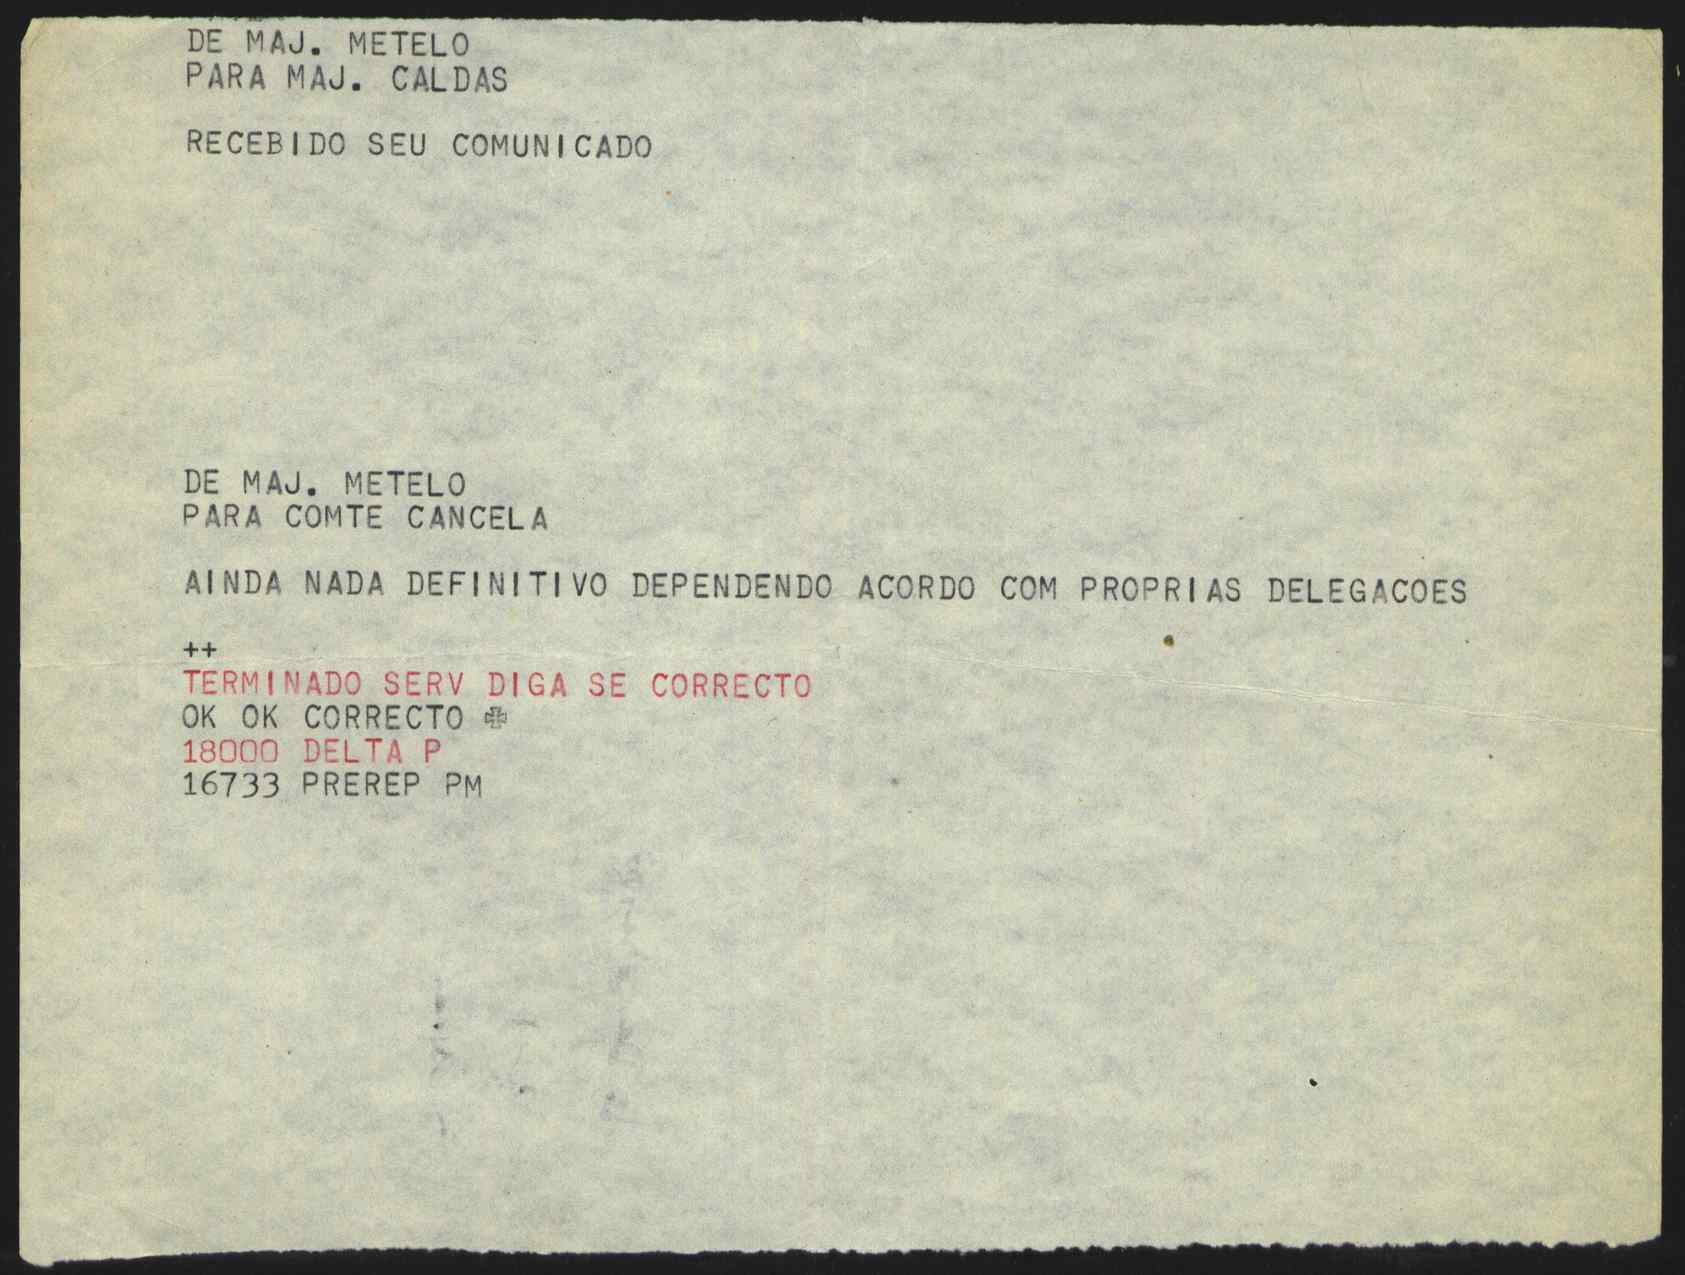 DE MAJ. METELO
PARA MAJ. CALDAS
RECEBIDO SEU COMUNICADO
DE MAJ. METELO
PARA COMTE CANCELA
AINDA NADA DEFINITIVO DEPENDENDO ACORDO COM PROPRIAS DELEGACOES
++
TERMINADO SERV DIGA SE CORRECTO
OK OK CORRECTO ✠
18000 DELTA P
16733 PREREP PM